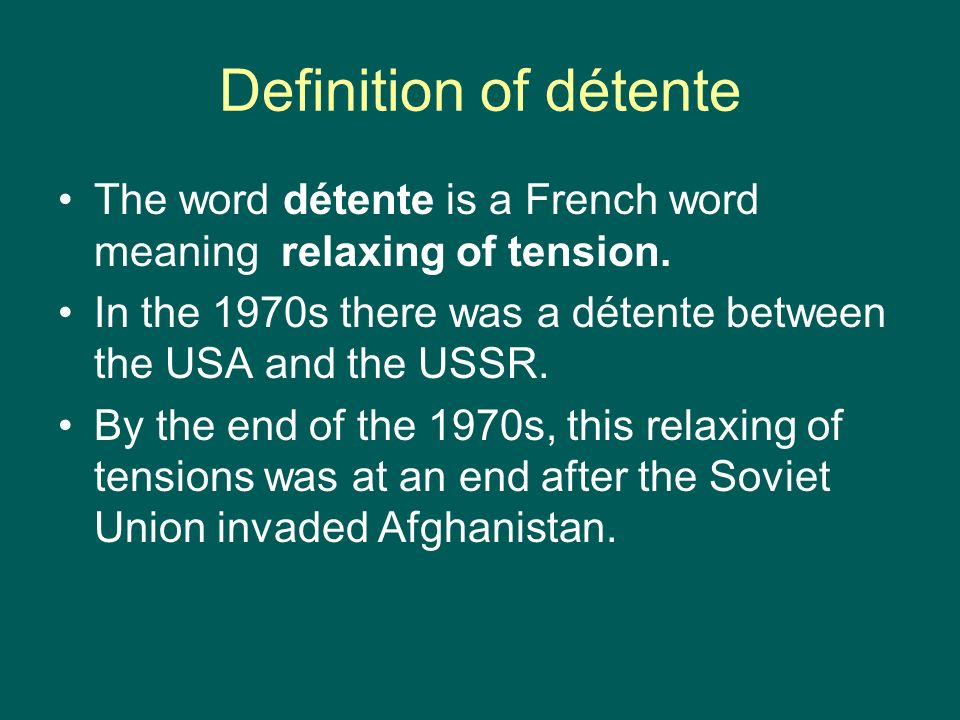 Definition of détente
• The word détente is a French word
meaning  relaxing of tension.
• In the 1970s there was a détente between
the USA and the USSR.
• By the end of the 1970s, this relaxing of
tensions was at an end after the Soviet
Union invaded Afghanistan.